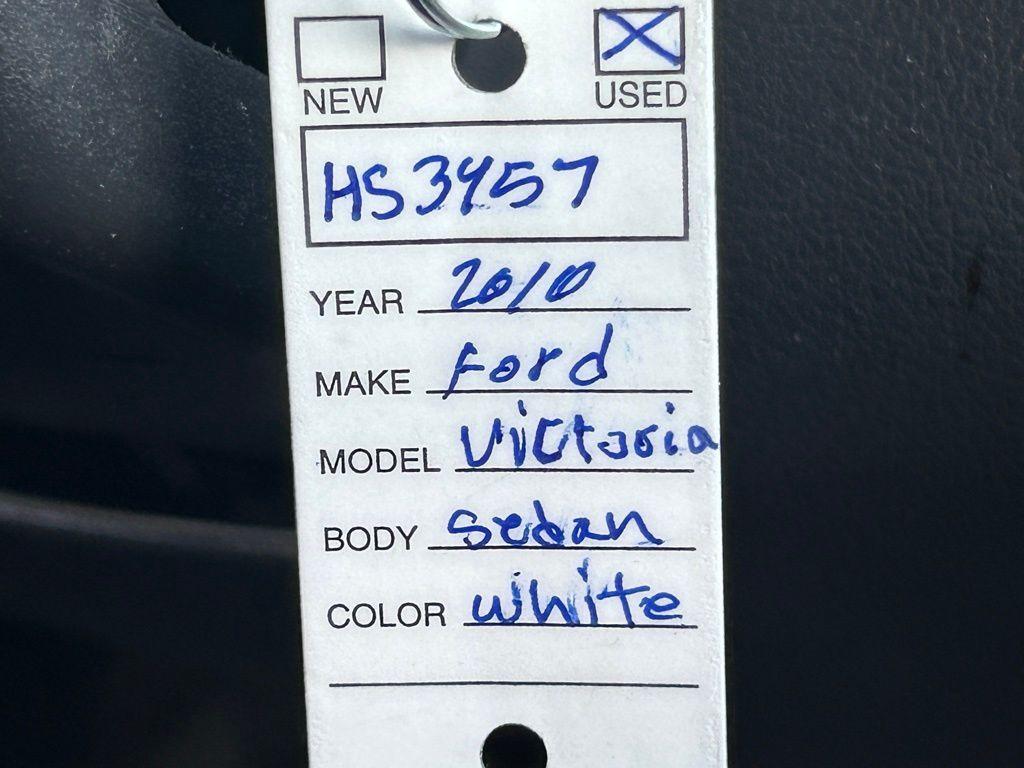 NEW USED
HS3457
YEAR 2010
MAKE Ford
MODEL Victoria
BODY Sedan
COLOR white